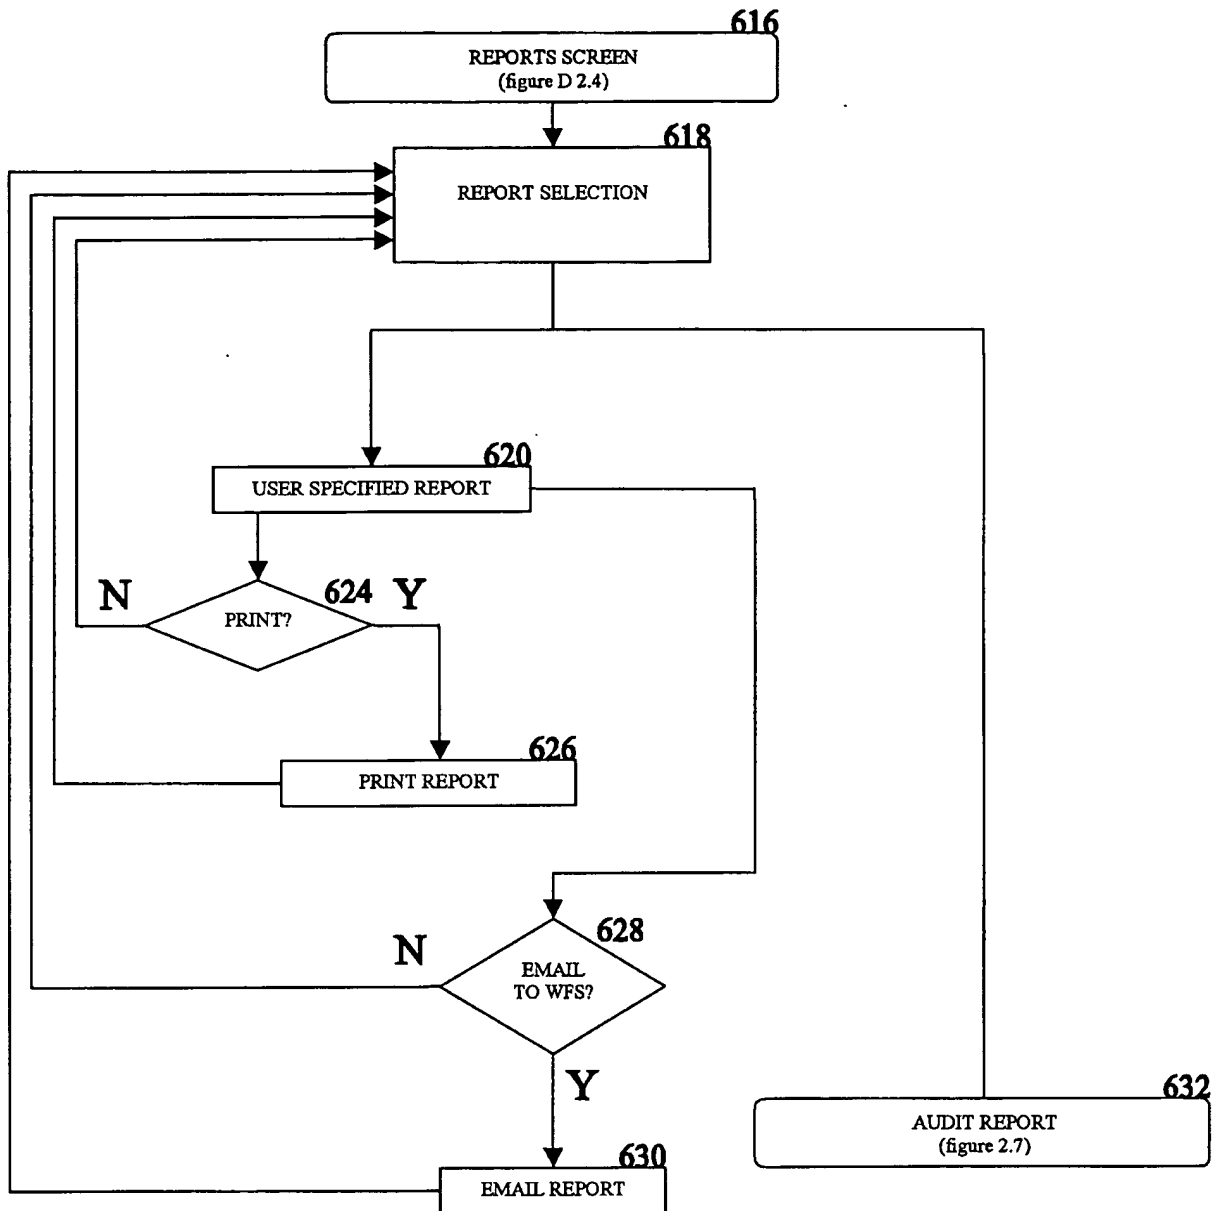 616
REPORTS SCREEN
(figure D 2.4)
618
REPORT SELECTION
620
USER SPECIFIED REPORT
N
624
Y
PRINT?
626
PRINT REPORT
N
628
EMAIL
TO WFS?
Y
632
AUDIT REPORT
(figure 2.7)
630
EMAIL REPORT